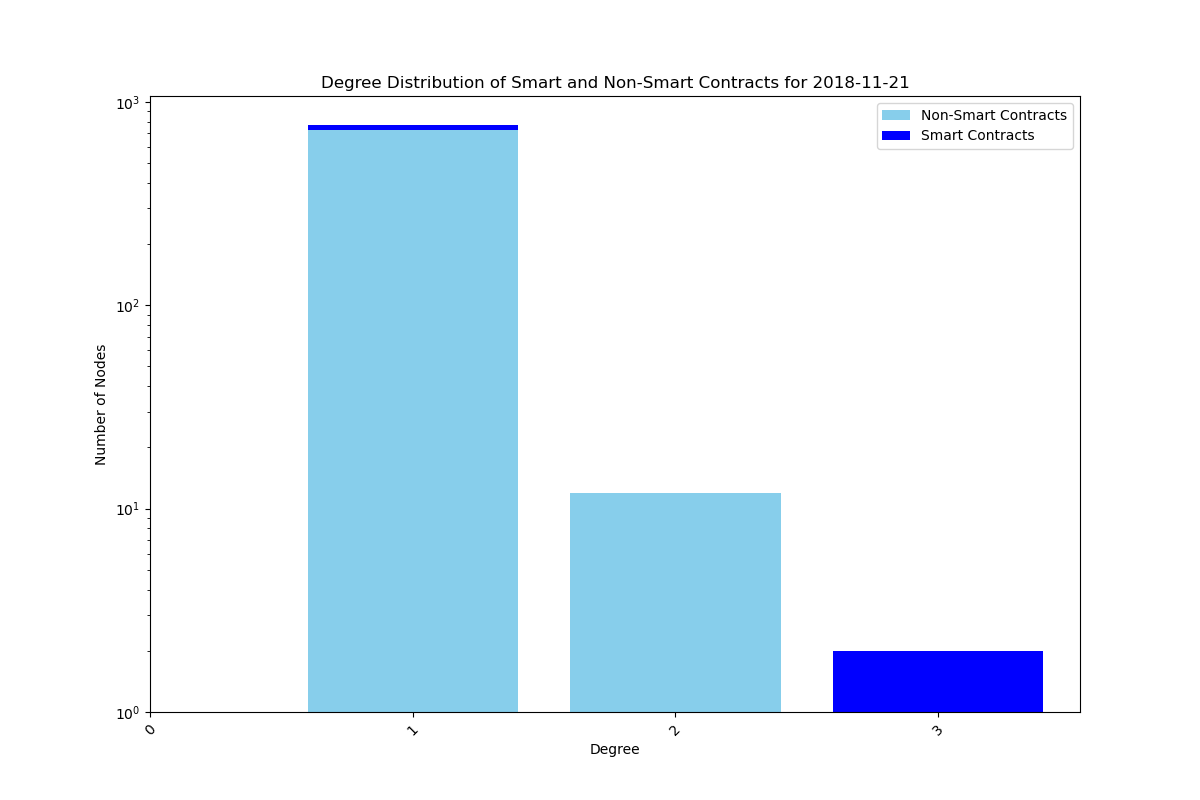 Degree Distribution of Smart and Non-Smart Contracts for 2018-11-21
10³
Non-Smart Contracts
Smart Contracts
10²
Number of Nodes
10¹
10⁰
0 1 2 3
Degree